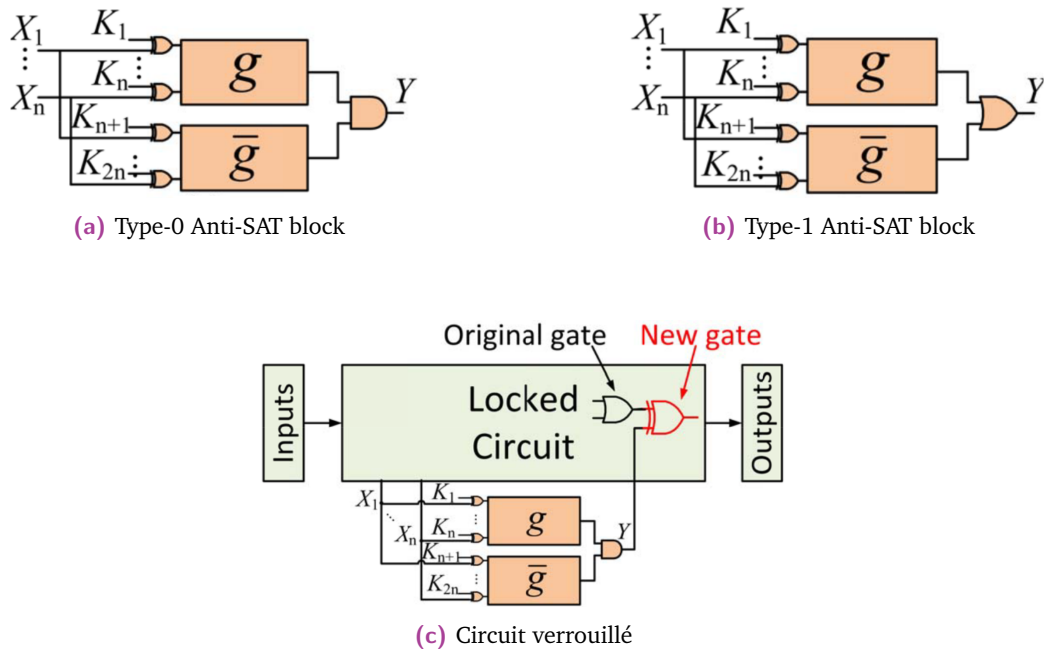 X₁ K₁
⋮ ⋮
Xₙ Kₙ g
Kₙ₊₁ Y
K₂ₙ ⋮ g̅
(a) Type-0 Anti-SAT block
X₁ K₁
⋮ ⋮
Xₙ Kₙ g
Kₙ₊₁ Y
K₂ₙ ⋮ g̅
(b) Type-1 Anti-SAT block
Original gate New gate
Inputs
Locked
Circuit
Outputs
X₁ K₁
⋱ ⋮
Xₙ Kₙ g
Kₙ₊₁ Y
⋮
K₂ₙ g̅
(c) Circuit verrouillé